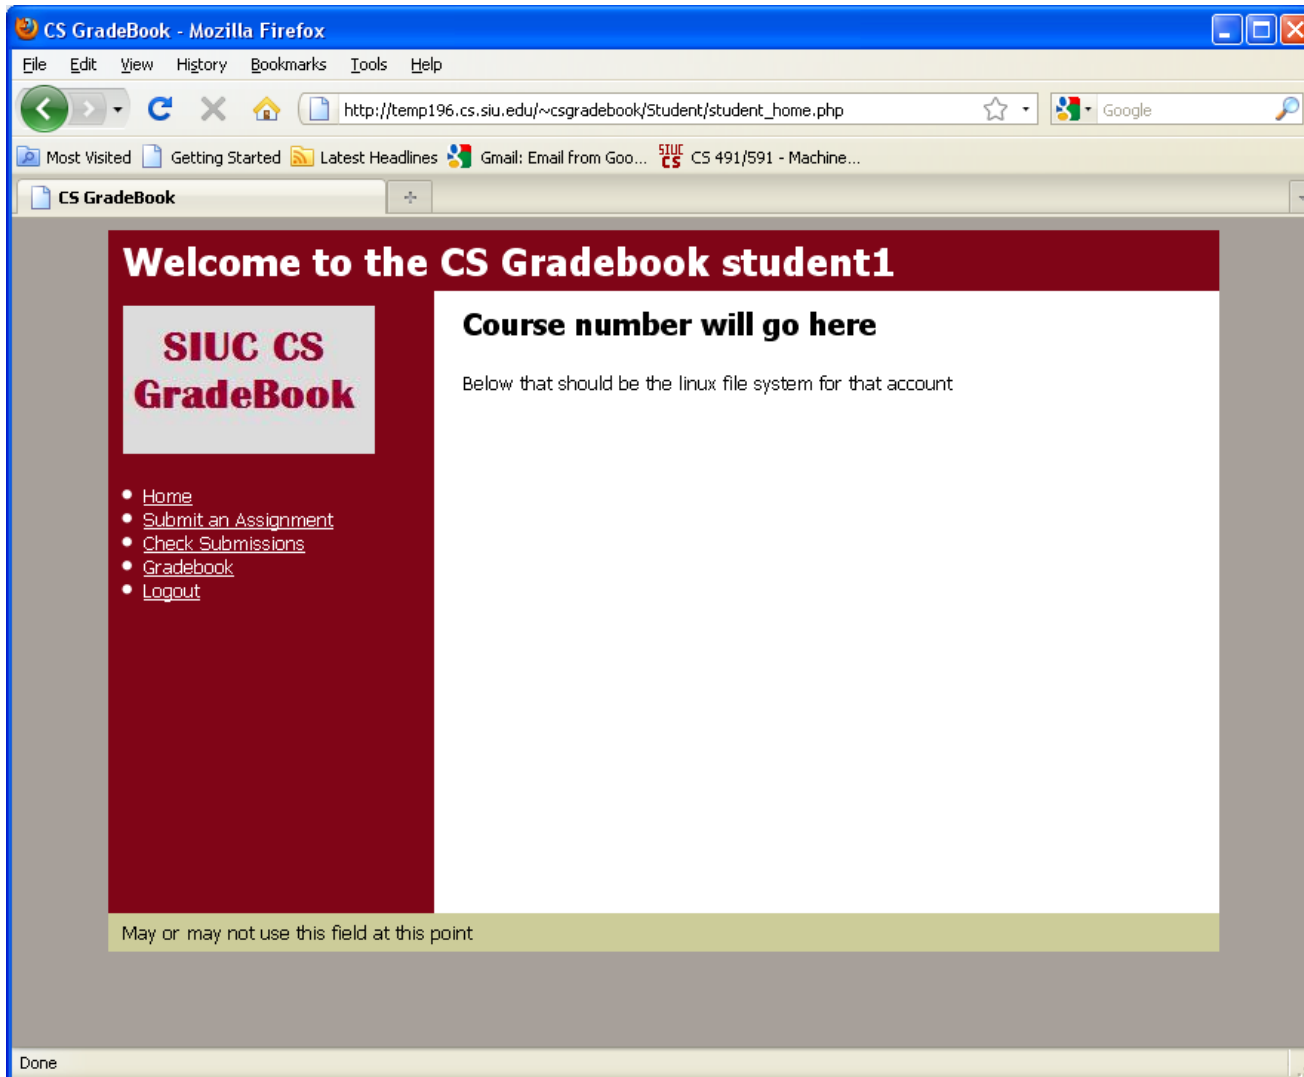 CS GradeBook - Mozilla Firefox
File Edit View History Bookmarks Tools Help
http://temp196.cs.siu.edu/~csgradebook/Student/student_home.php Google
Most Visited Getting Started Latest Headlines Gmail: Email from Goo... SIUC CS CS 491/591 - Machine...
CS GradeBook
Welcome to the CS Gradebook student1
SIUC CS
GradeBook
Home
Submit an Assignment
Check Submissions
Gradebook
Logout
Course number will go here
Below that should be the linux file system for that account
May or may not use this field at this point
Done